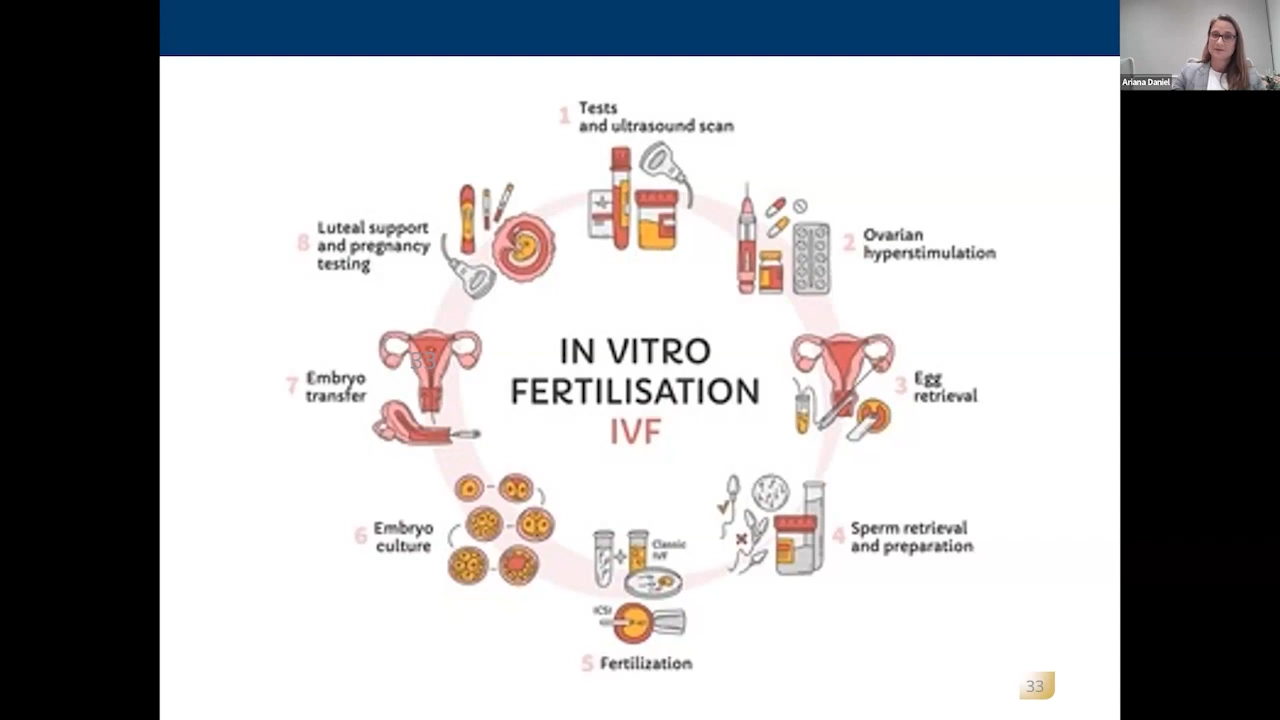 Ariana Daniel
1 Tests
and ultrasound scan
2 Ovarian
hyperstimulation
3 Egg
retrieval
4 Sperm retrieval
and preparation
Classic
IVF
ICSI
5 Fertilization
6 Embryo
culture
7 Embryo
transfer
8 Luteal support
and pregnancy
testing
IN VITRO
FERTILISATION
IVF
33